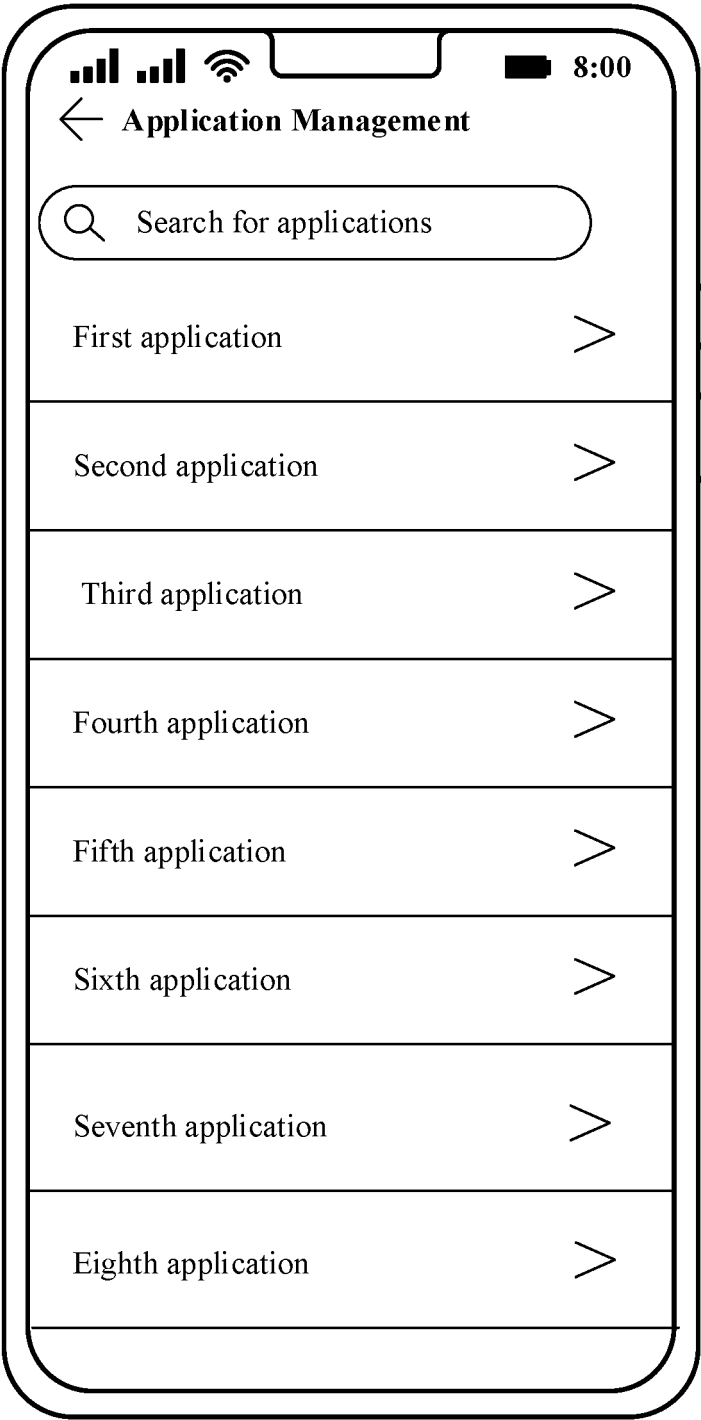 8:00
Application Management
Search for applications
First application
Second application
Third application
Fourth application
Fifth application
Sixth application
Seventh application
Eighth application